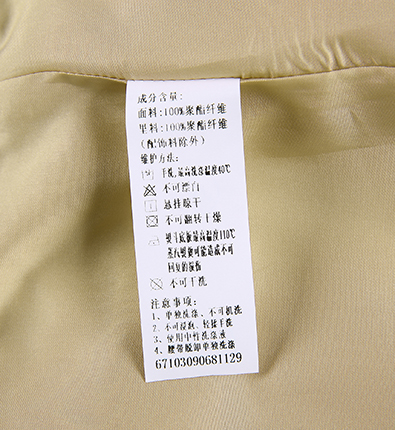 成分含量:
面料:100%聚酯纤维
里料:100%聚酯纤维
(配饰料除外)
维护方法:
手洗,最高洗涤温度40℃
不可漂白
悬挂晾干
不可翻转干燥
熨斗底板最高温度110℃
蒸汽熨烫可能造成不可
回复的损伤
不可干洗
注意事项:
1、单独洗涤、不可机洗
2、不可浸泡、轻揉手洗
3、使用中性洗涤液
4、腰带脱卸单独洗涤
67103090681129